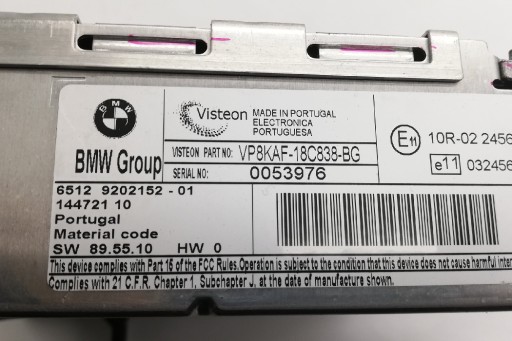 BMW
Visteon
MADE IN PORTUGAL
ELECTRONICA
PORTUGUESA
BMW Group
VISTEON PART NO: VP8KAF-18C838-BG
SERIAL NO: 0053976
E11 10R-02 2456
e11 032456
6512 9202152 - 01
144721 10
Portugal
Material code
SW 89.55.10 HW 0
This device complies with Part 15 of the FCC Rules. Operation is subject to the condition that this device does not
Complies with 21 C.F.R. Chapter 1, Subchapter J, at the date of manufacture shown.